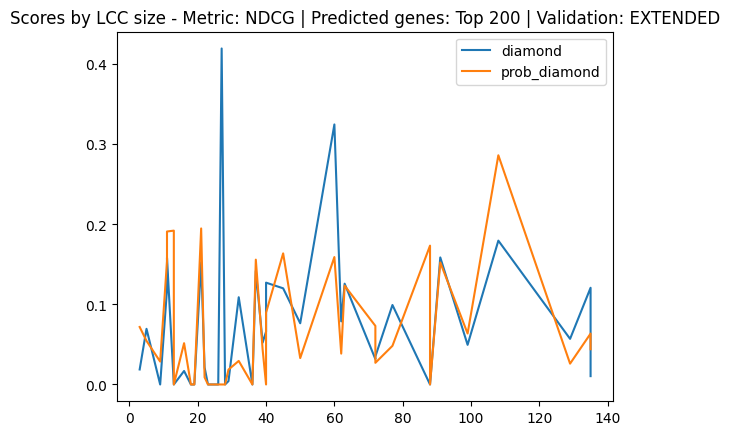 Scores by LCC size - Metric: NDCG | Predicted genes: Top 200 | Validation: EXTENDED
diamond
prob_diamond
0.4
0.3
0.2
0.1
0.0
0 20 40 60 80 100 120 140